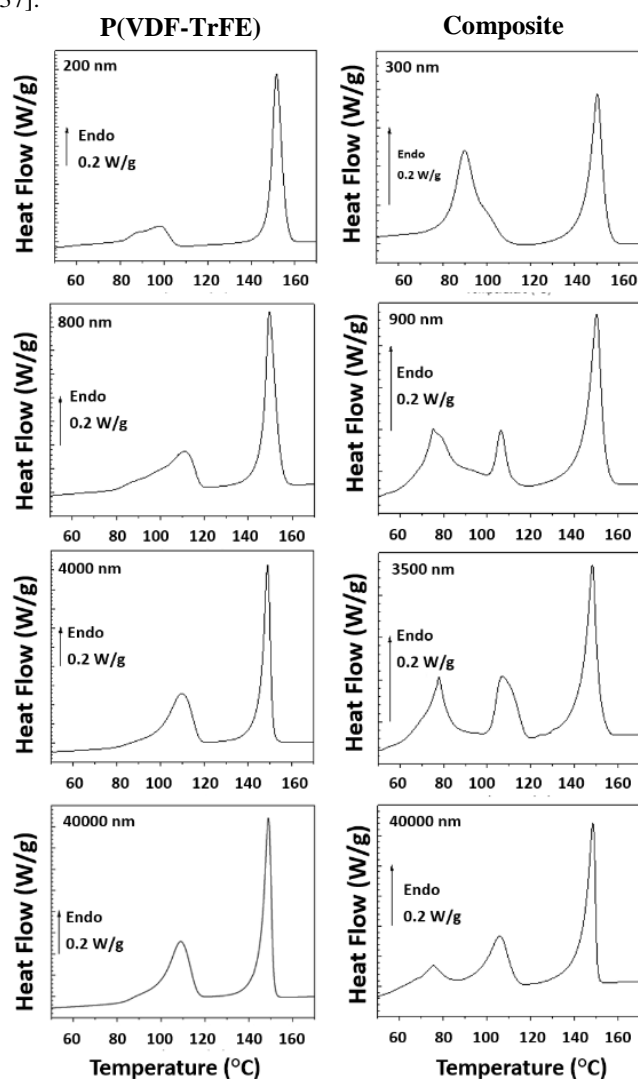 37].
P(VDF-TrFE) Composite
200 nm
Endo
0.2 W/g
Heat Flow (W/g)
60 80 100 120 140 160
300 nm
Endo
0.2 W/g
Heat Flow (W/g)
60 80 100 120 140 160
800 nm
Endo
0.2 W/g
Heat Flow (W/g)
60 80 100 120 140 160
900 nm
Endo
0.2 W/g
Heat Flow (W/g)
60 80 100 120 140 160
4000 nm
Endo
0.2 W/g
Heat Flow (W/g)
60 80 100 120 140 160
3500 nm
Endo
0.2 W/g
Heat Flow (W/g)
60 80 100 120 140 160
40000 nm
Endo
0.2 W/g
Heat Flow (W/g)
60 80 100 120 140 160
Temperature (°C)
40000 nm
Endo
0.2 W/g
Heat Flow (W/g)
60 80 100 120 140 160
Temperature (°C)